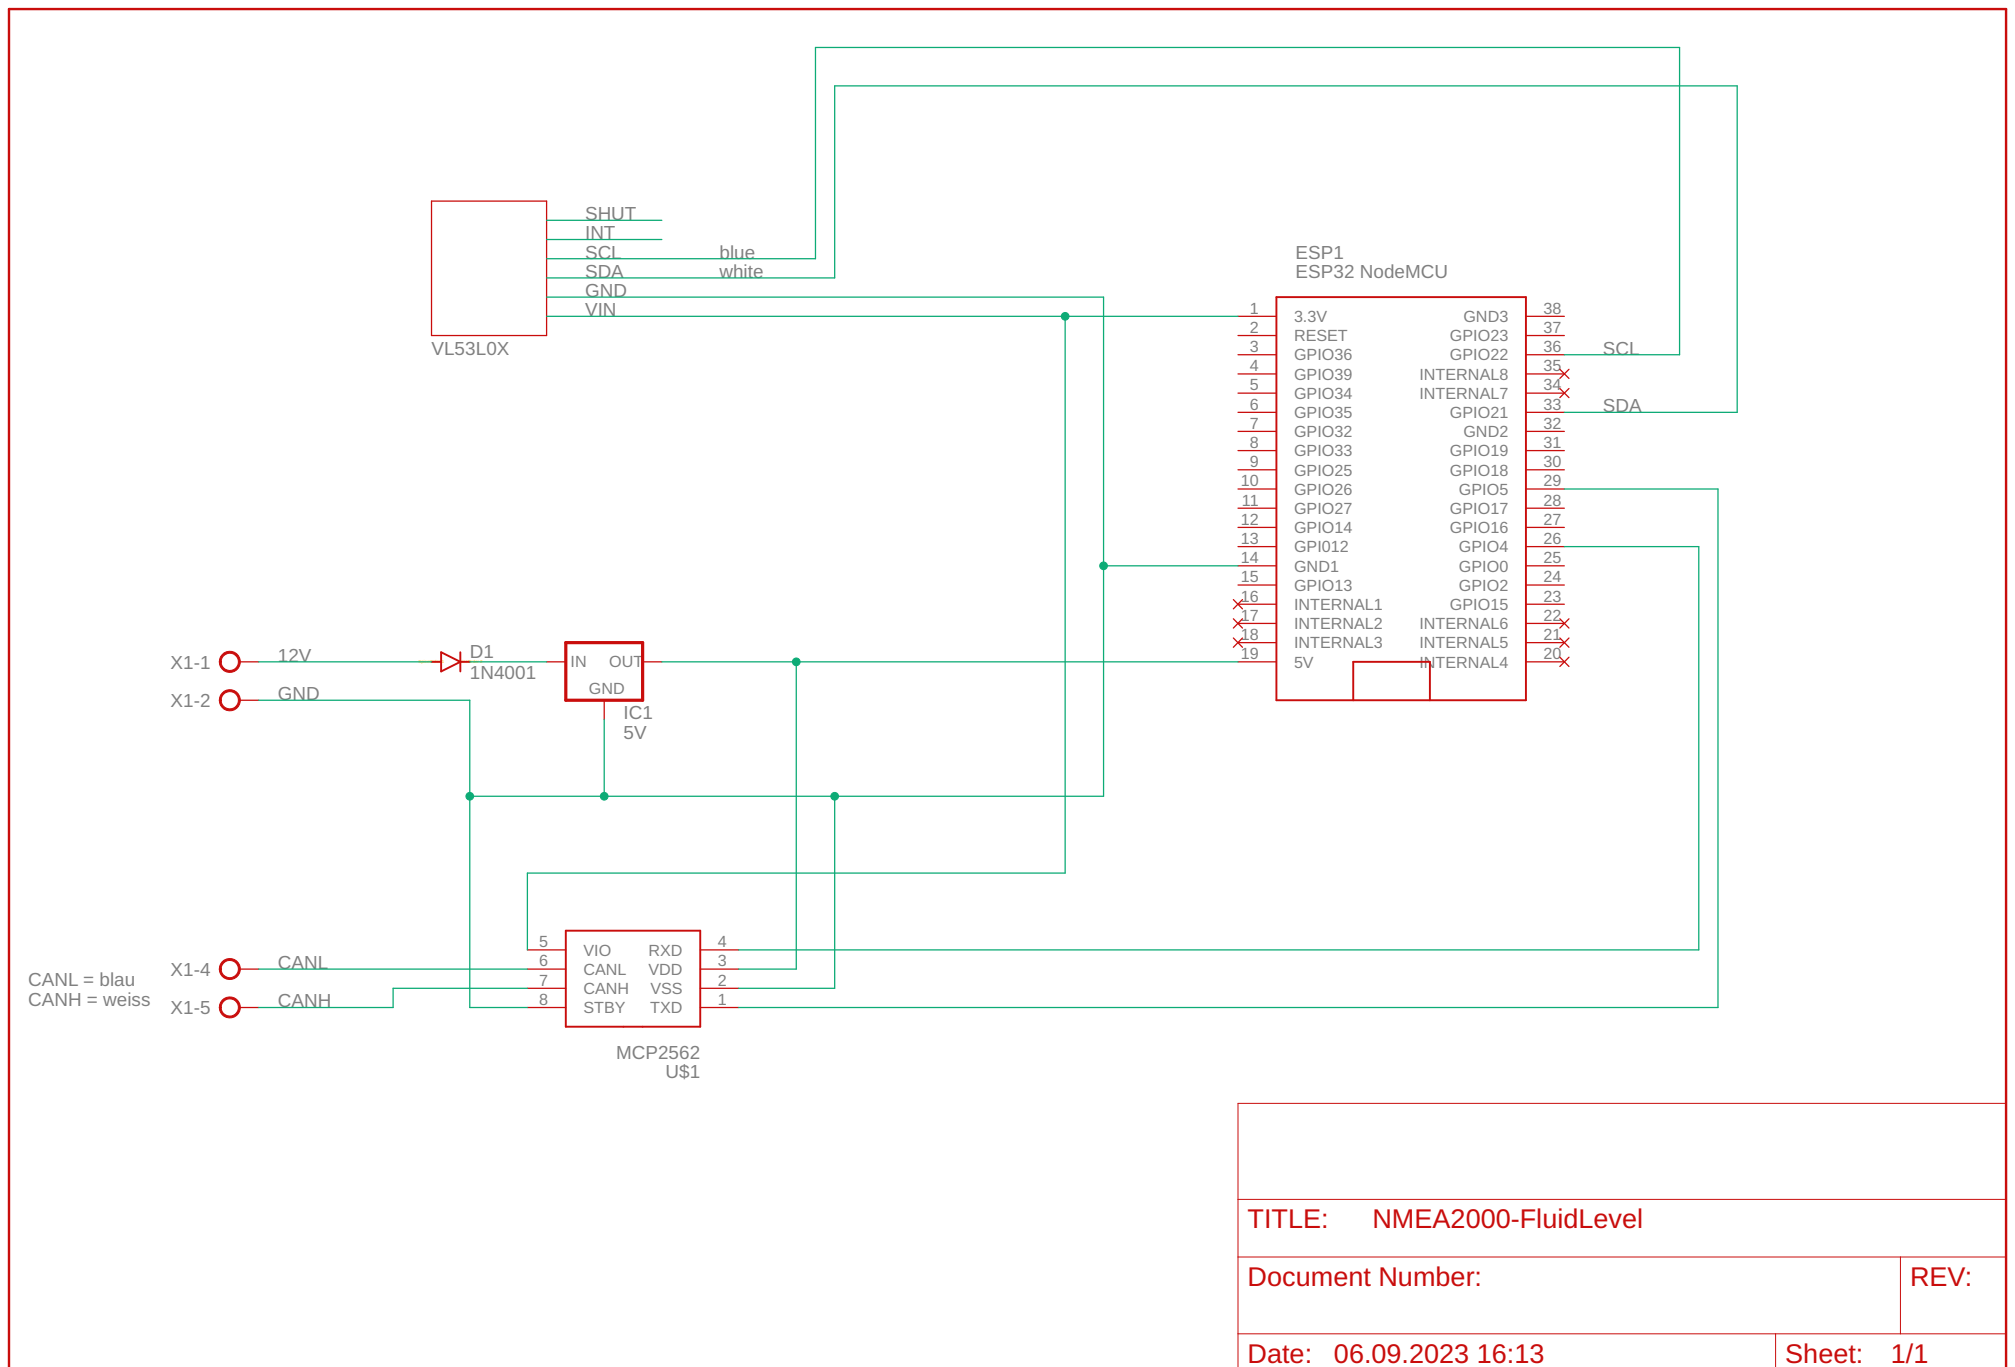 SHUT
INT
SCL blue
SDA white
GND
VIN
VL53L0X
ESP1
ESP32 NodeMCU
1 3.3V GND3 38
2 RESET GPIO23 37
3 GPIO36 GPIO22 36 SCL
4 GPIO39 INTERNAL8 35
5 GPIO34 INTERNAL7 34
6 GPIO35 GPIO21 33 SDA
7 GPIO32 GND2 32
8 GPIO33 GPIO19 31
9 GPIO25 GPIO18 30
10 GPIO26 GPIO5 29
11 GPIO27 GPIO17 28
12 GPIO14 GPIO16 27
13 GPI012 GPIO4 26
14 GND1 GPIO0 25
15 GPIO13 GPIO2 24
16 INTERNAL1 GPIO15 23
17 INTERNAL2 INTERNAL6 22
18 INTERNAL3 INTERNAL5 21
19 5V INTERNAL4 20
X1-1 12V
D1
1N4001
IN OUT
GND
IC1
5V
X1-2 GND
X1-4 CANL
X1-5 CANH
CANL = blau
CANH = weiss
5 VIO RXD 4
6 CANL VDD 3
7 CANH VSS 2
8 STBY TXD 1
MCP2562
U$1
TITLE: NMEA2000-FluidLevel
Document Number:
REV:
Date: 06.09.2023 16:13
Sheet: 1/1